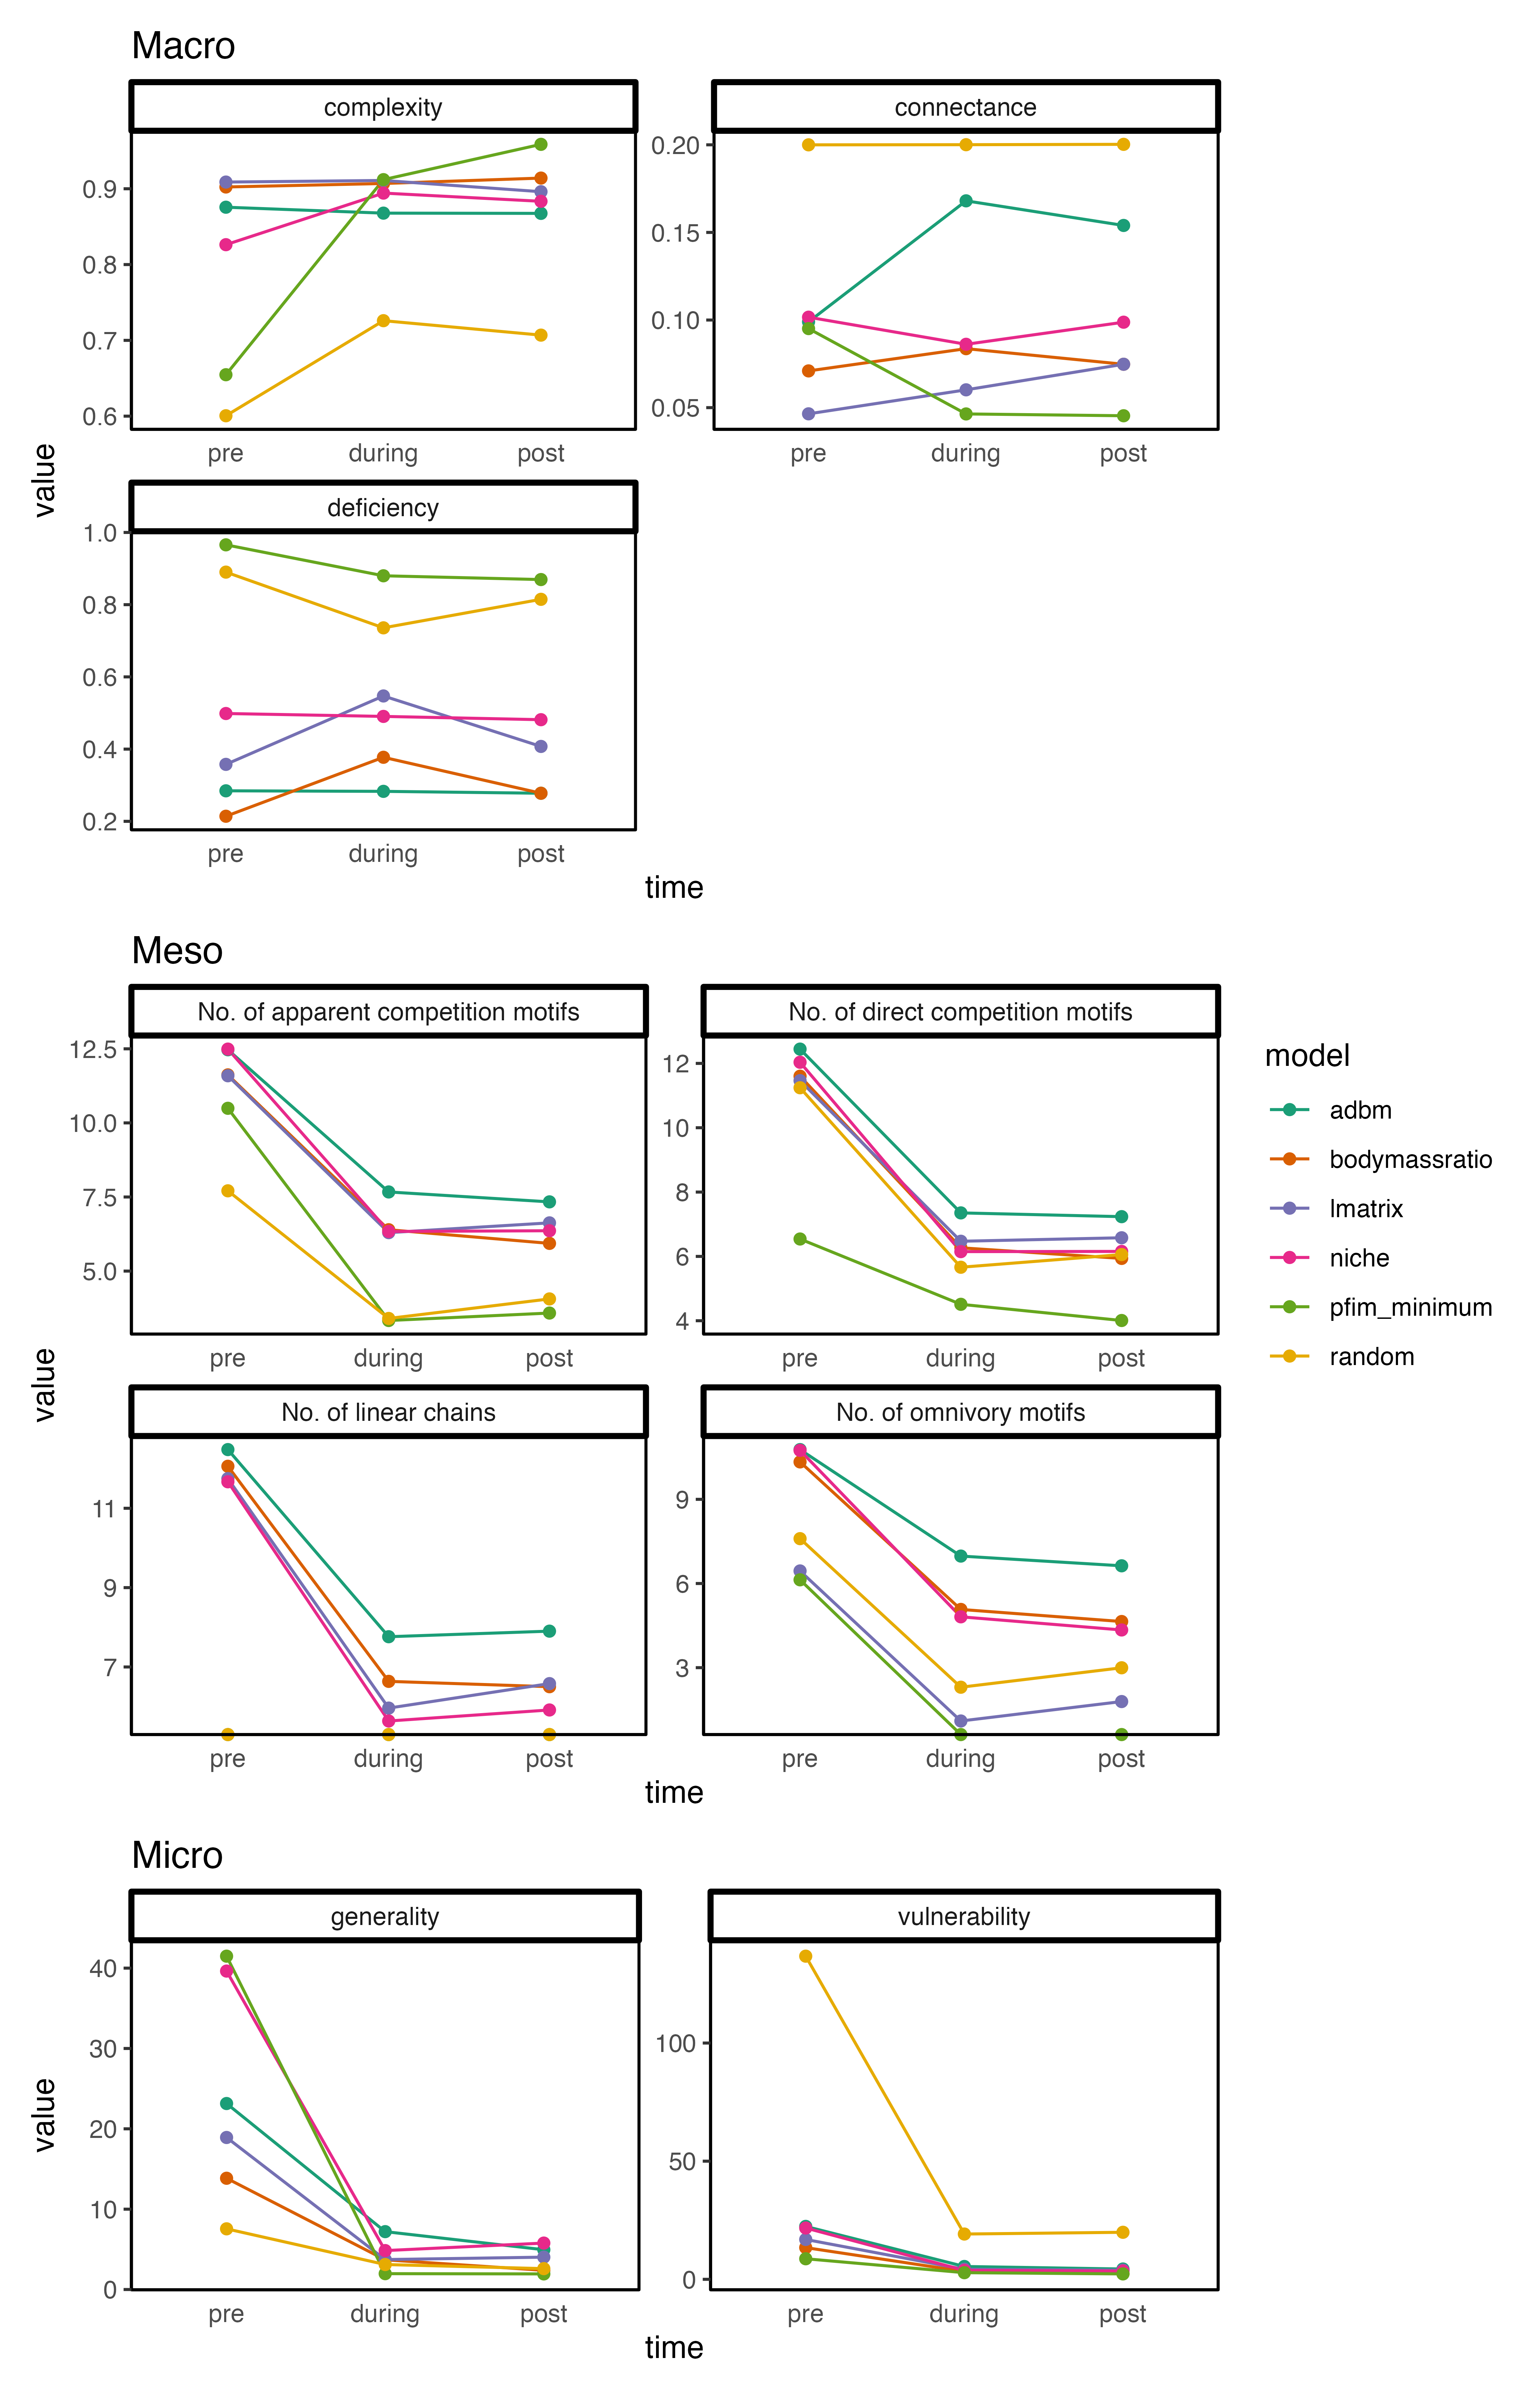 Macro
complexity
connectance
0.9
0.8
0.7
0.6
0.20
0.15
0.10
0.05
pre during post
pre during post
value
deficiency
1.0
0.8
0.6
0.4
0.2
pre during post
time
Meso
No. of apparent competition motifs
No. of direct competition motifs
12.5
10.0
7.5
5.0
12
10
8
6
4
pre during post
pre during post
value
No. of linear chains
No. of omnivory motifs
11
9
7
9
6
3
pre during post
pre during post
time
model
adbm
bodymassratio
lmatrix
niche
pfim_minimum
random
Micro
generality
vulnerability
40
30
20
10
0
100
50
0
value
pre during post
pre during post
time